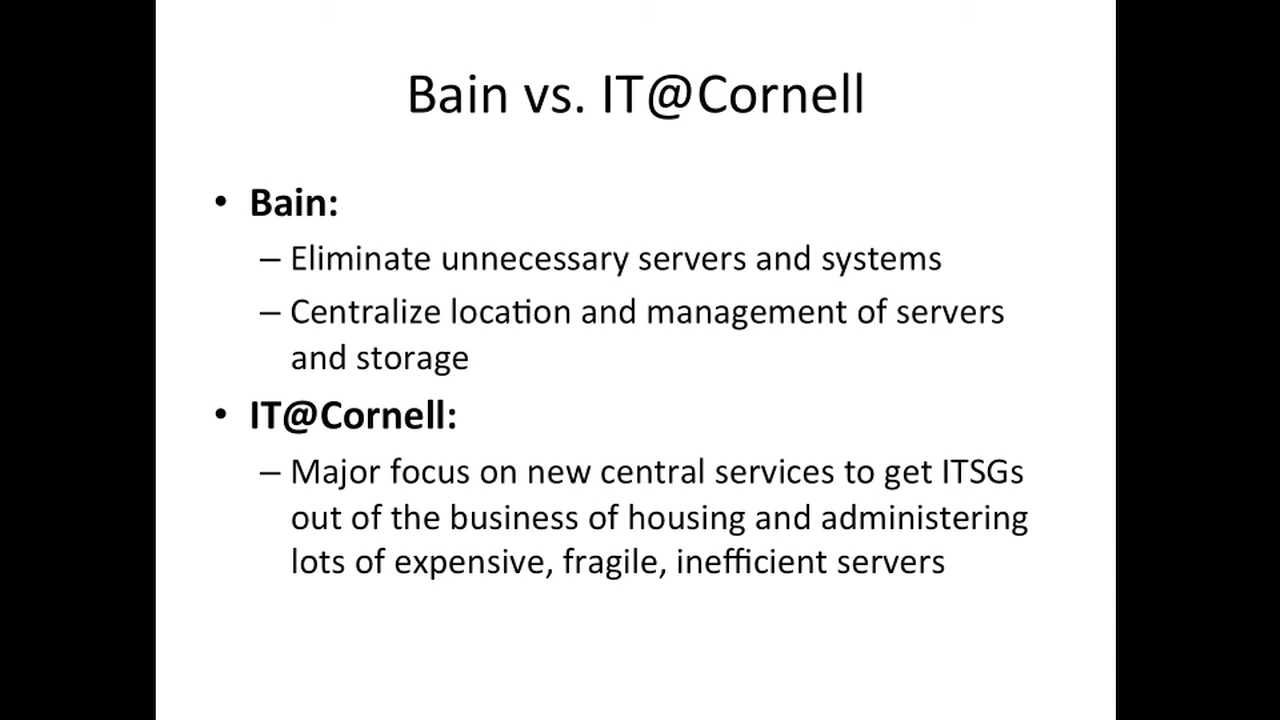 Bain vs. IT@Cornell
• Bain:
– Eliminate unnecessary servers and systems
– Centralize location and management of servers
and storage
• IT@Cornell:
– Major focus on new central services to get ITSGs
out of the business of housing and administering
lots of expensive, fragile, inefficient servers